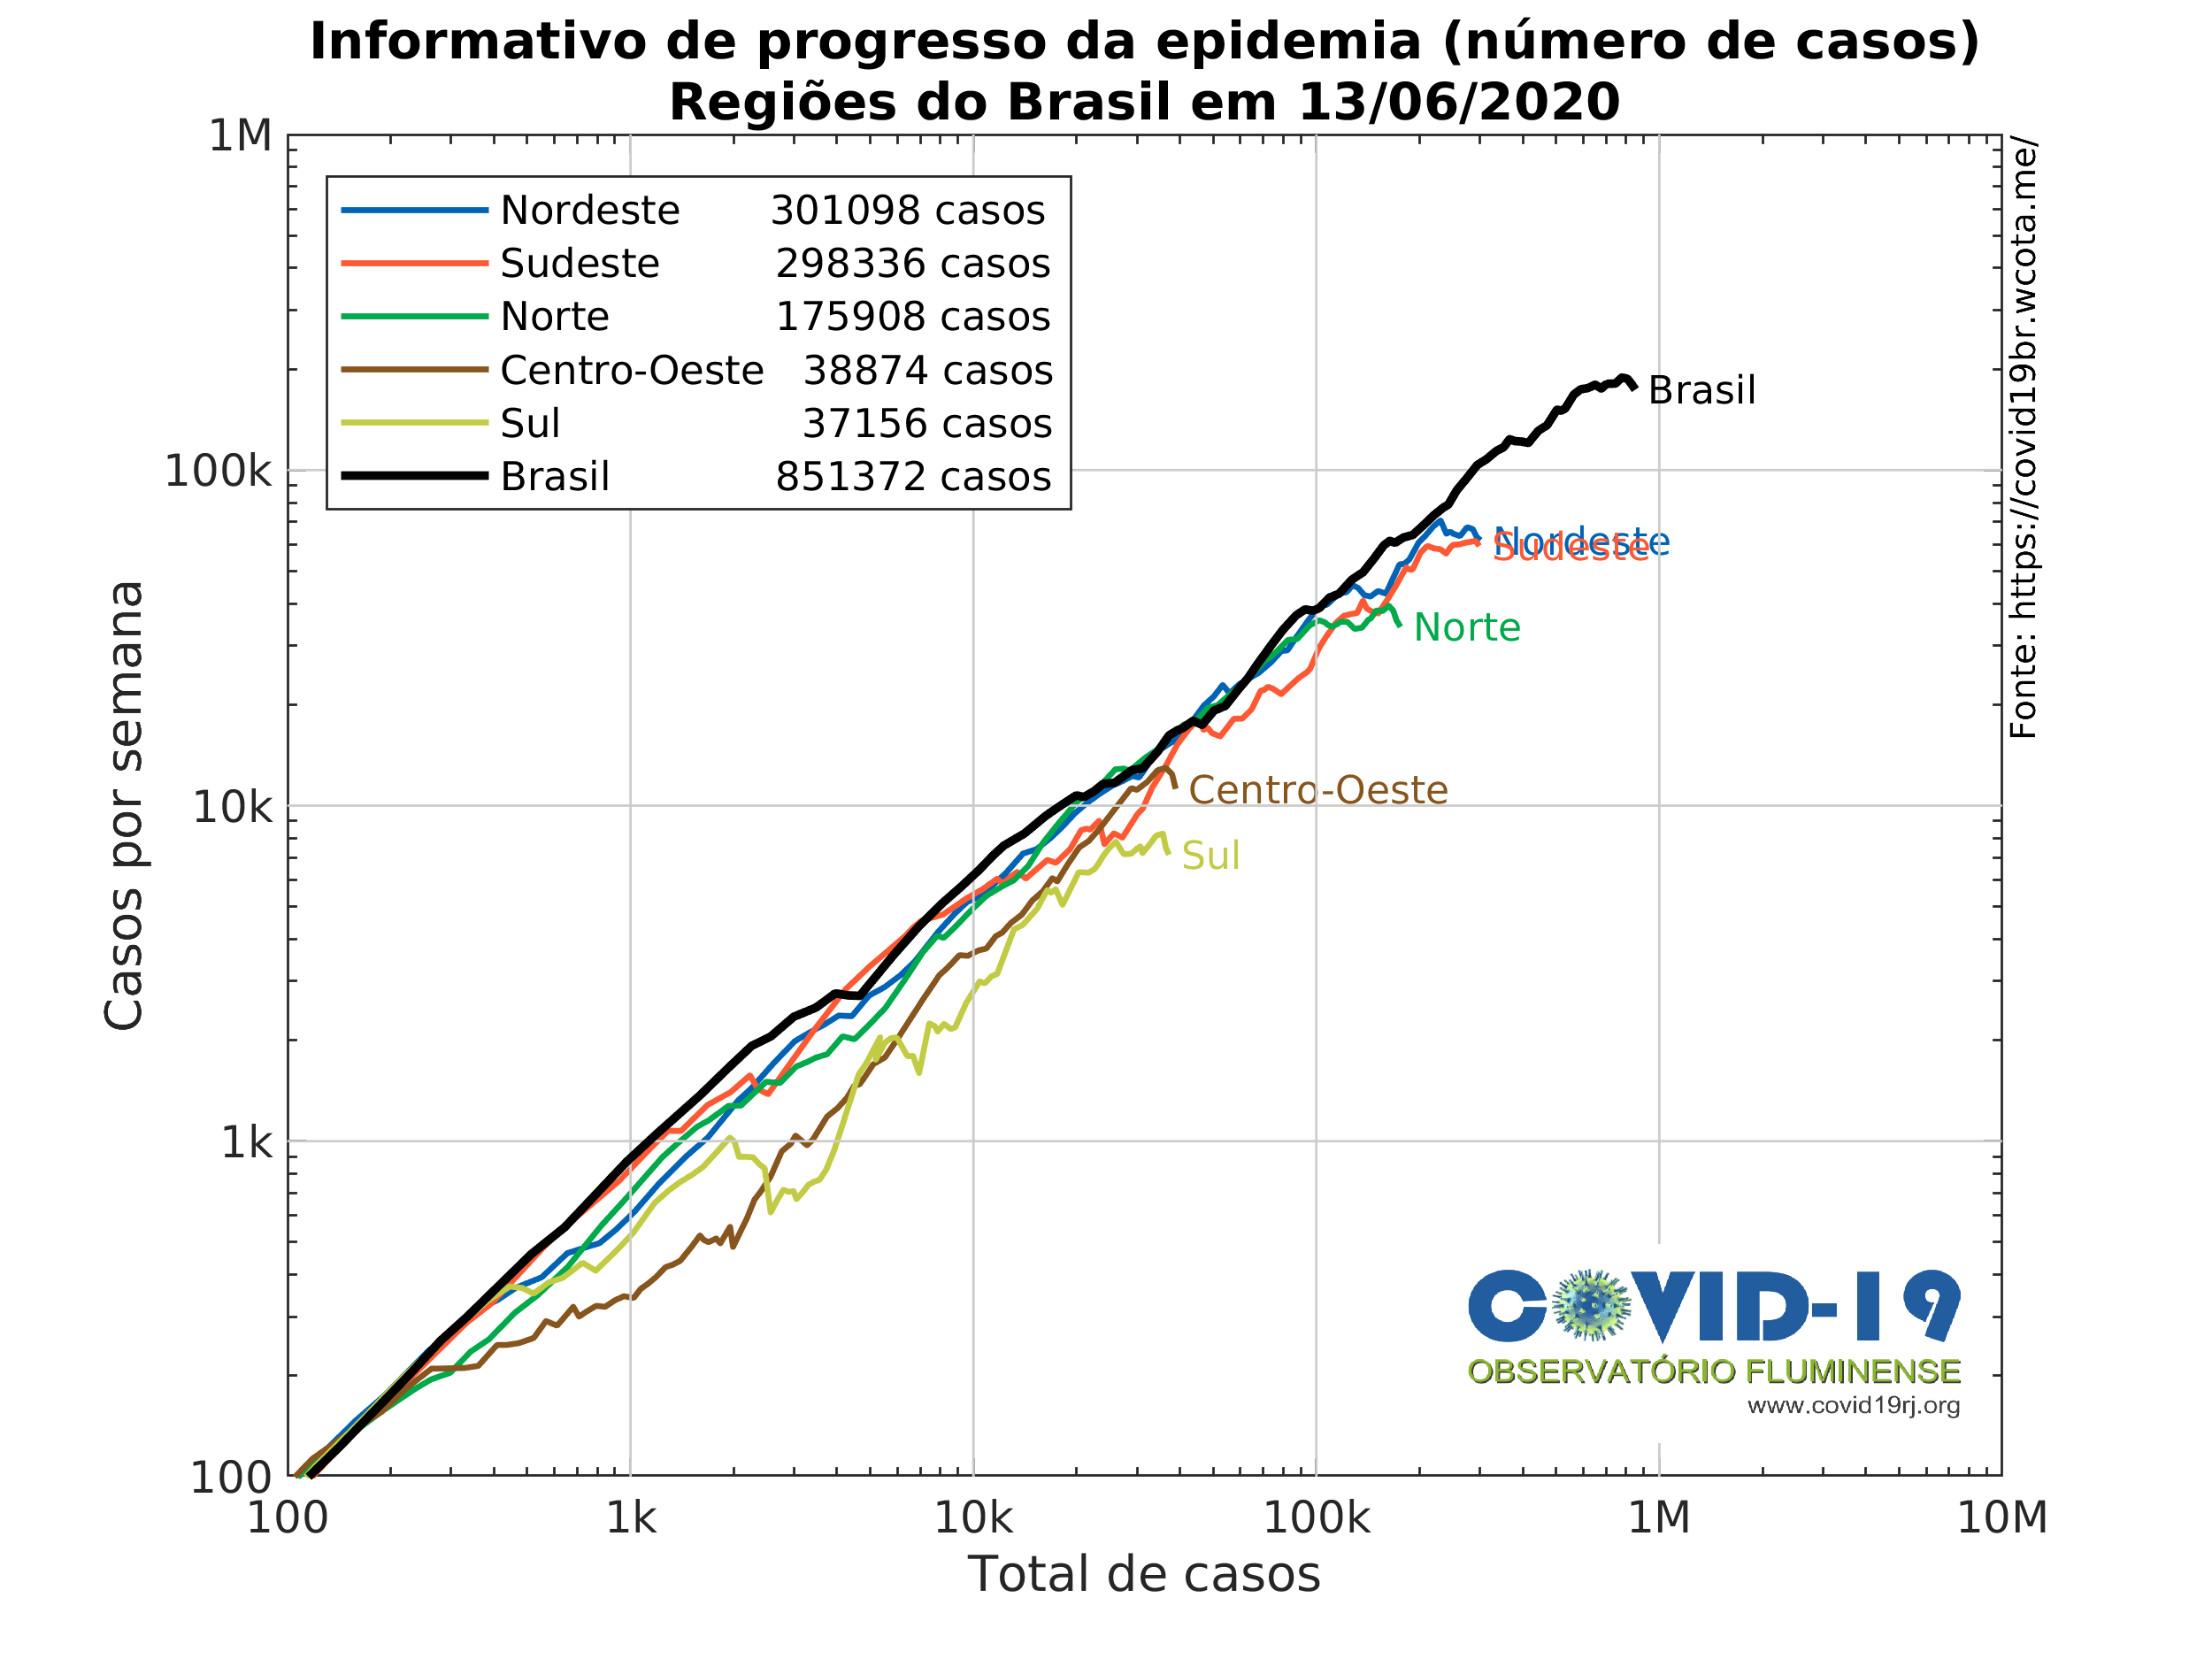 Informativo de progresso da epidemia (número de casos)
Regiões do Brasil em 13/06/2020
1M
100k
10k
1k
100
Casos por semana
Nordeste 301098 casos
Sudeste 298336 casos
Norte 175908 casos
Centro-Oeste 38874 casos
Sul 37156 casos
Brasil 851372 casos
Brasil
Nordeste
Sudeste
Norte
Centro-Oeste
Sul
Fonte: https://covid19br.wcota.me/
COVID-19
OBSERVATÓRIO FLUMINENSE
www.covid19rj.org
100 1k 10k 100k 1M 10M
Total de casos